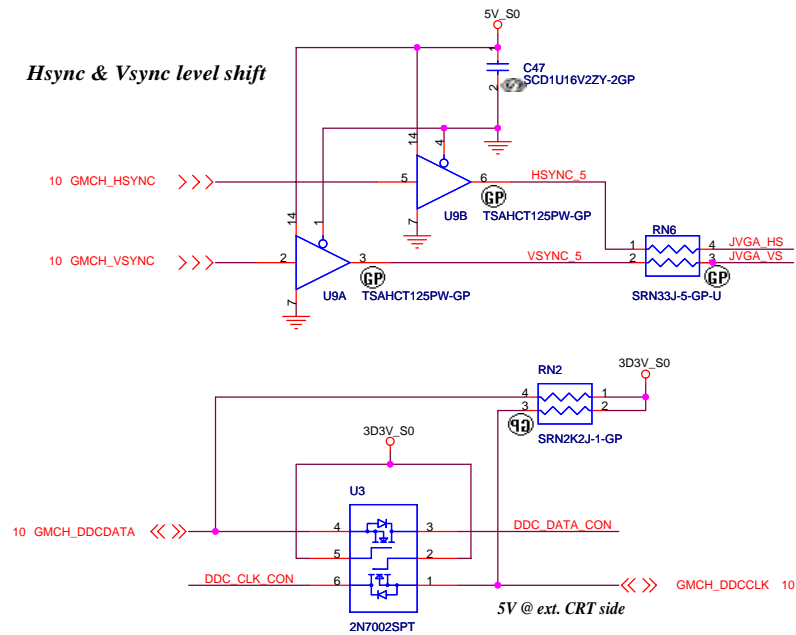 5V_S0
Hsync & Vsync level shift
1
C47
SCD1U16V2ZY-2GP
2
14
4
10 GMCH_HSYNC
5
6
HSYNC_5
GP
U9B
TSAHCT125PW-GP
7
14
1
RN6
1
4
JVGA_HS
10 GMCH_VSYNC
2
3
VSYNC_5
2
3
JVGA_VS
GP
GP
U9A
TSAHCT125PW-GP
SRN33J-5-GP-U
7
RN2
3D3V_S0
4
1
3
2
GP
SRN2K2J-1-GP
3D3V_S0
U3
10 GMCH_DDCDATA
4
3
DDC_DATA_CON
5
2
DDC_CLK_CON
6
1
GMCH_DDCCLK 10
5V @ ext. CRT side
2N7002SPT